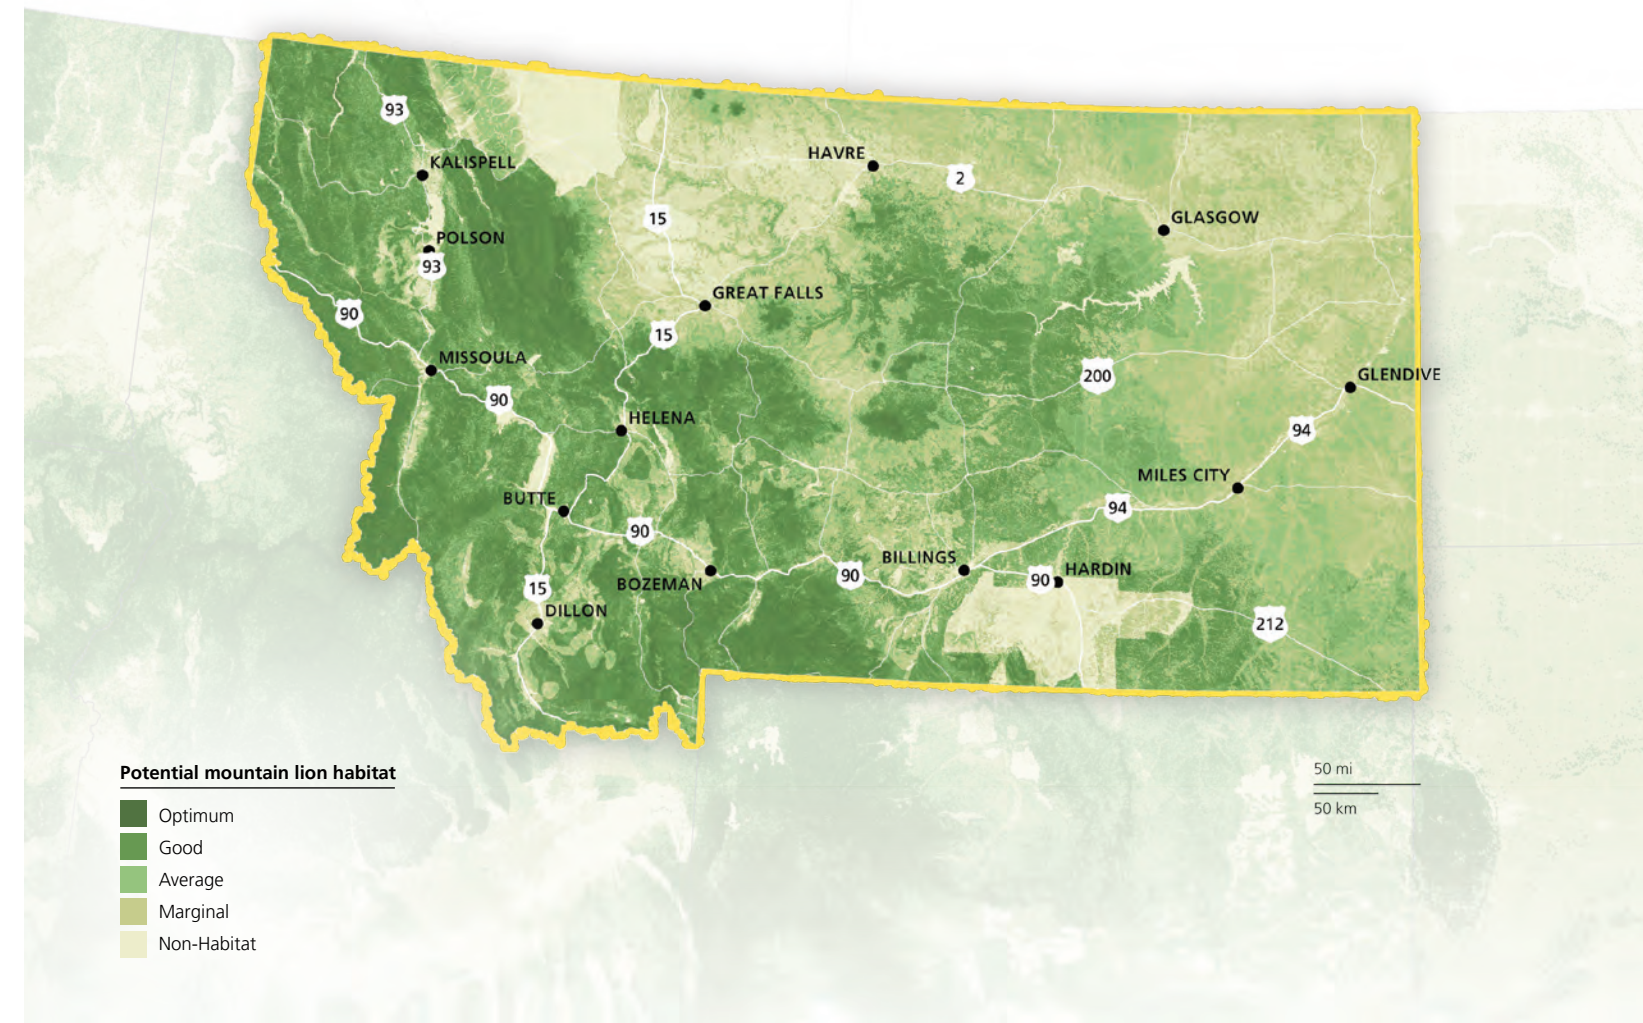 93
KALISPELL
HAVRE
2
15
GLASGOW
POLSON
93
GREAT FALLS
90
15
MISSOULA
200
GLENDIVE
90
HELENA
94
MILES CITY
BUTTE
94
90
BILLINGS
HARDIN
90
90
BOZEMAN
15
DILLON
212
Potential mountain lion habitat
Optimum
Good
Average
Marginal
Non-Habitat
50 mi
50 km